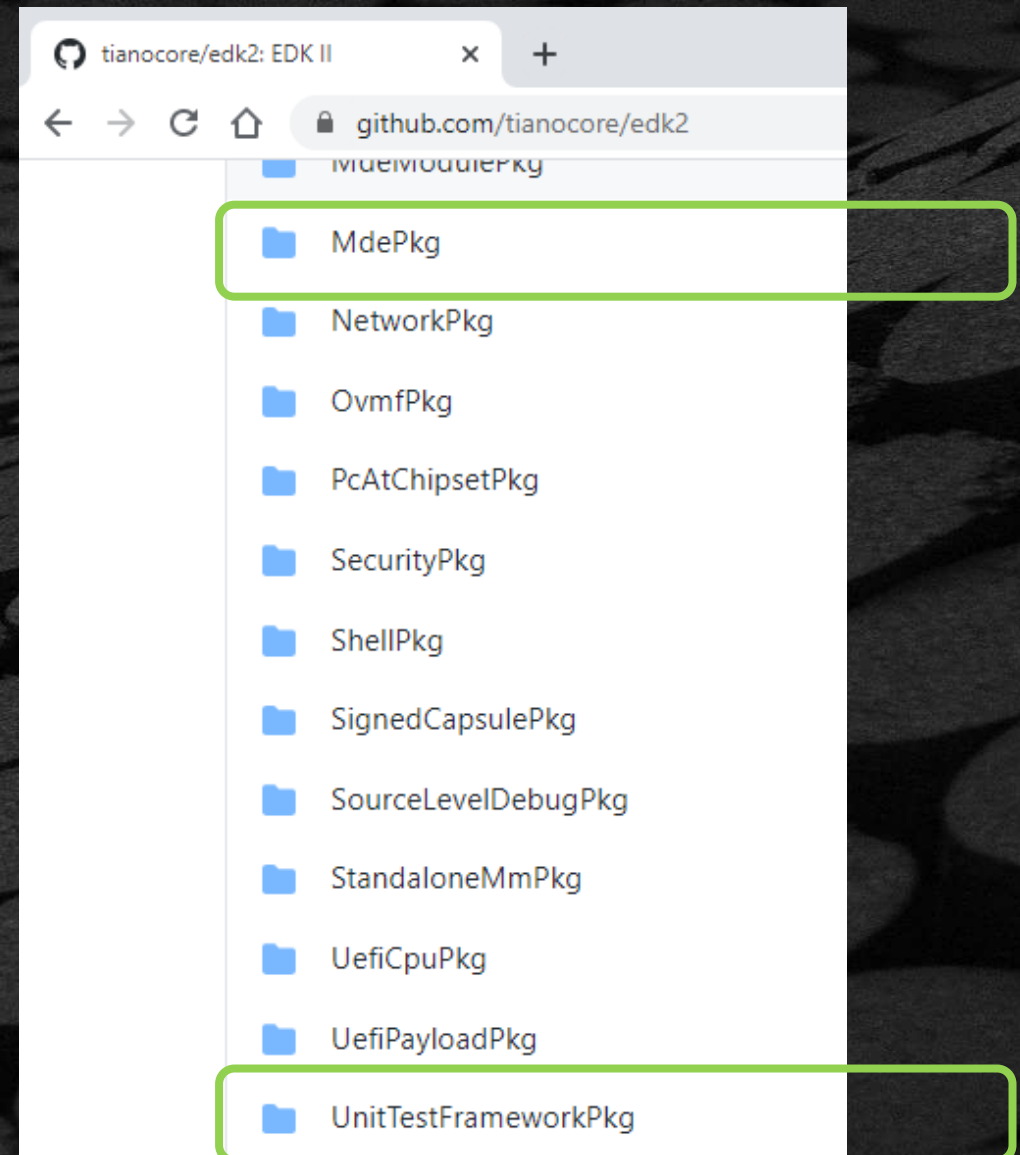 tianocore/edk2: EDK II
github.com/tianocore/edk2
MdeModulePkg
MdePkg
NetworkPkg
OvmfPkg
PcAtChipsetPkg
SecurityPkg
ShellPkg
SignedCapsulePkg
SourceLevelDebugPkg
StandaloneMmPkg
UefiCpuPkg
UefiPayloadPkg
UnitTestFrameworkPkg